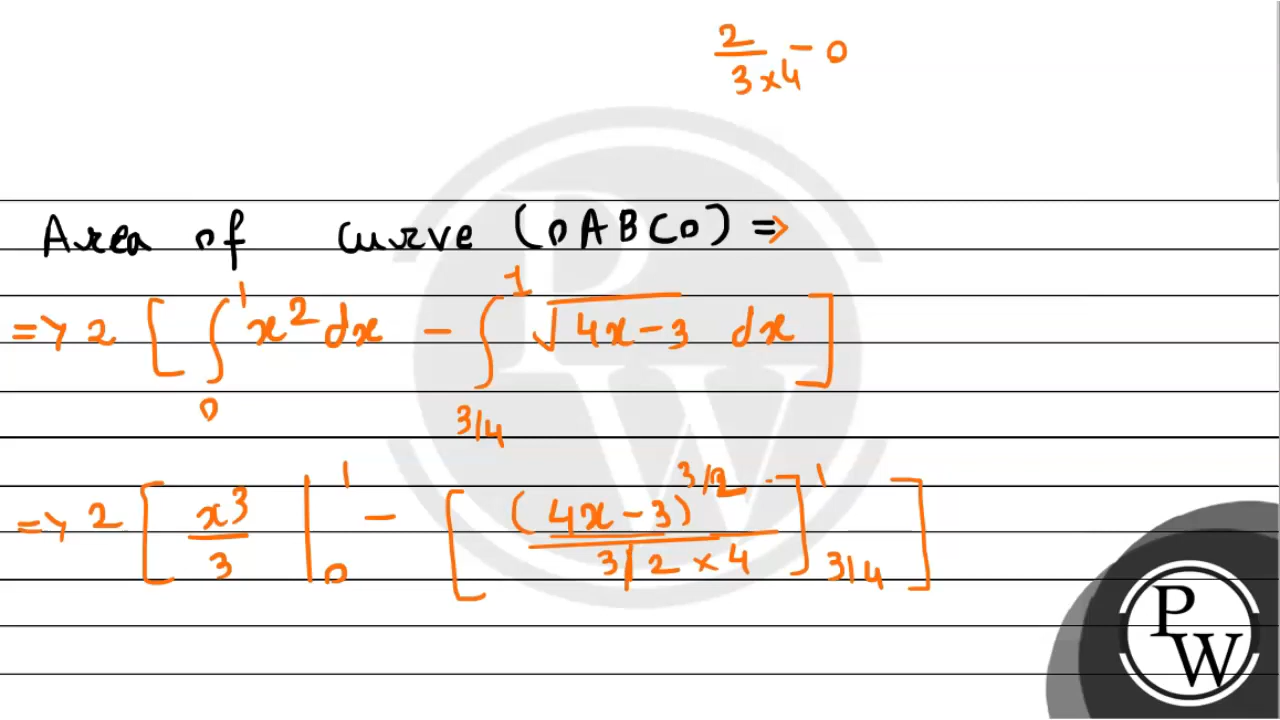 2/(3×4) - 0
Area of curve (OABCO) =>
=> 2 [ ∫₀¹ x² dx - ∫_{3/4}^{1} √(4x-3) dx ]
=> 2 [ x³/3 |₀¹ - [ (4x-3)^{3/2} / (3/2 × 4) ]_{3/4}^{1} ]
PW
PW